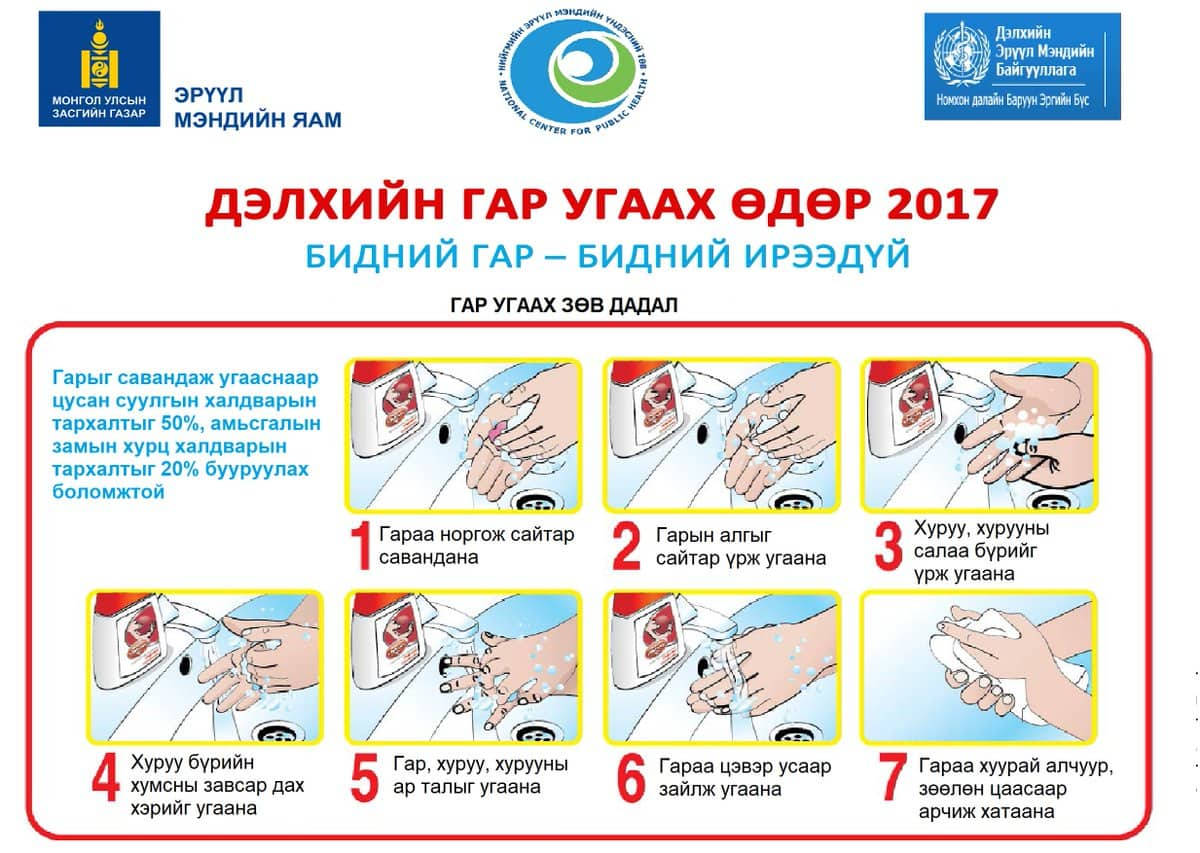 МОНГОЛ УЛСЫН
ЗАСГИЙН ГАЗАР
ЭРҮҮЛ
МЭНДИЙН ЯАМ
НИЙГМИЙН ЭРҮҮЛ МЭНДИЙН ҮНДЭСНИЙ ТӨВ
NATIONAL CENTER FOR PUBLIC HEALTH
Дэлхийн
Эрүүл Мэндийн
Байгууллага
Номхон далайн Баруун Эргийн Бүс
ДЭЛХИЙН ГАР УГААХ ӨДӨР 2017
БИДНИЙ ГАР – БИДНИЙ ИРЭЭДҮЙ
ГАР УГААХ ЗӨВ ДАДАЛ
Гарыг савандаж угааснаар
цусан суулгын халдварын
тархалтыг 50%, амьсгалын
замын хурц халдварын
тархалтыг 20% бууруулах
боломжтой
1 Гараа норгож сайтар
савандана
2 Гарын алгыг
сайтар үрж угаана
3 Хуруу, хурууны
салаа бүрийг
үрж угаана
4 Хуруу бүрийн
хумсны завсар дах
хэрийг угаана
5 Гар, хуруу, хурууны
ар талыг угаана
6 Гараа цэвэр усаар
зайлж угаана
7 Гараа хуурай алчуур,
зөөлөн цаасаар
арчиж хатаана